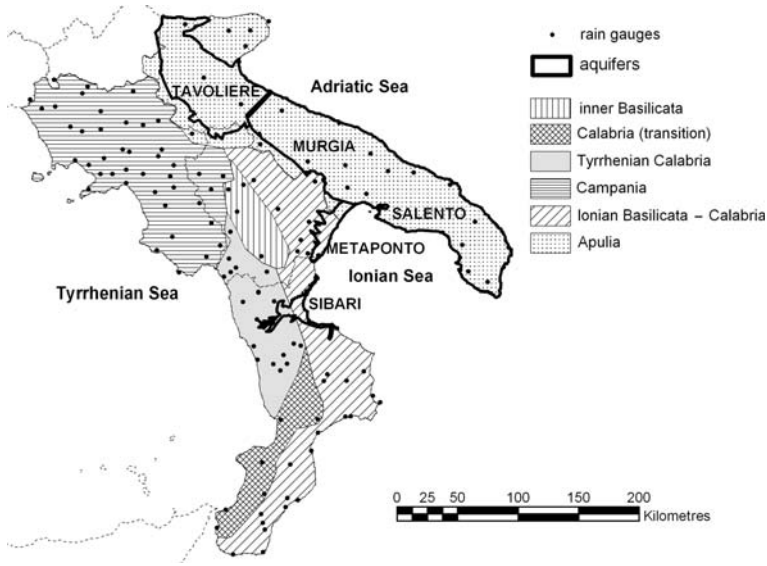 rain gauges
aquifers
inner Basilicata
Calabria (transition)
Tyrrhenian Calabria
Campania
Ionian Basilicata – Calabria
Apulia
TAVOLIERE
Adriatic Sea
MURGIA
SALENTO
METAPONTO
Ionian Sea
Tyrrhenian Sea
SIBARI
0 25 50 100 150 200
Kilometres